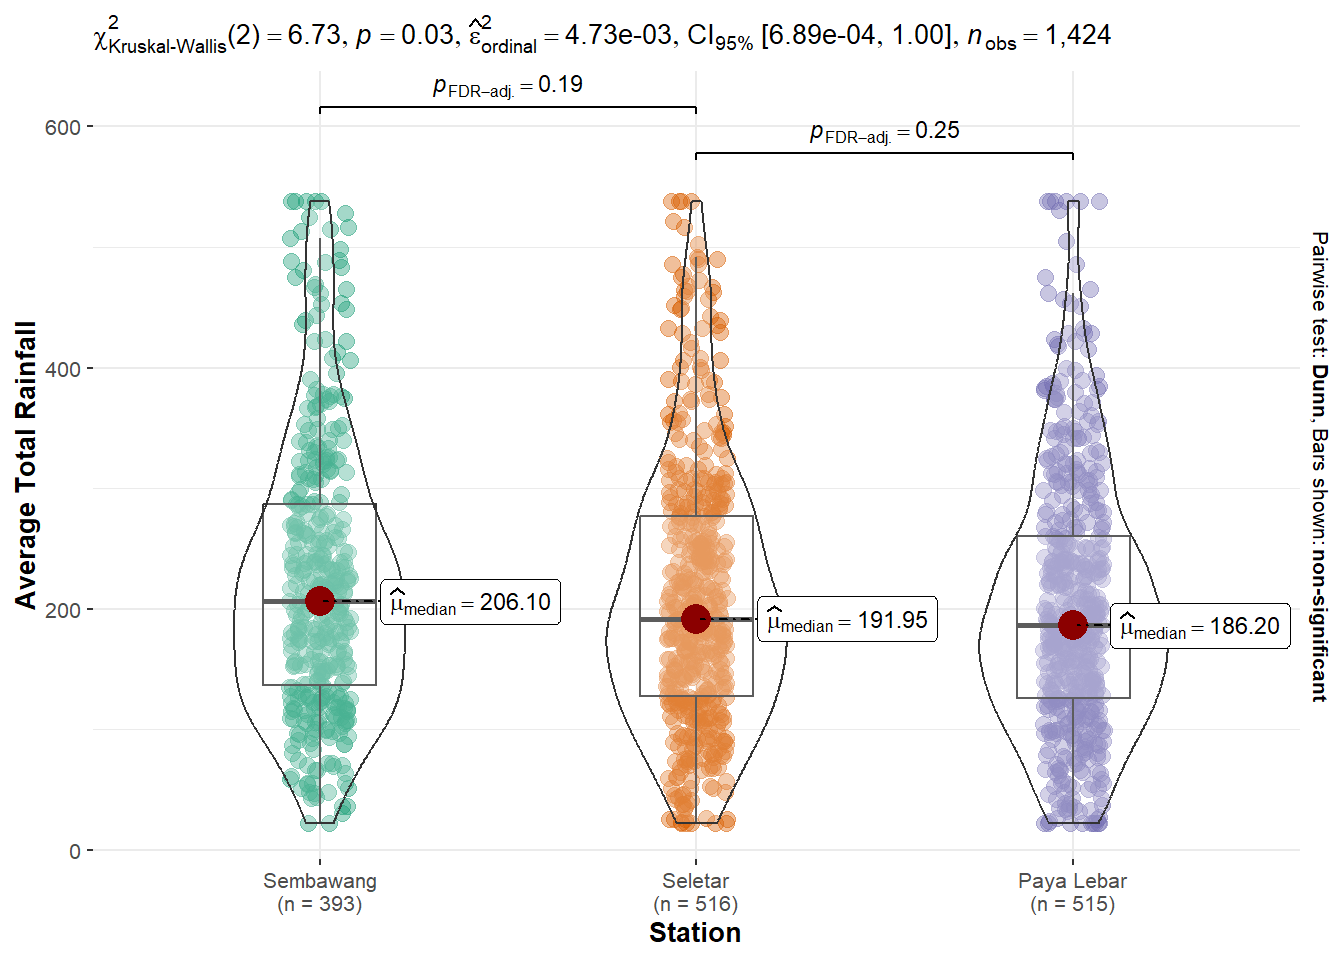 χ²Kruskal-Wallis(2) = 6.73, p = 0.03, ε̂²ordinal = 4.73e-03, CI95% [6.89e-04, 1.00], nobs = 1,424
pFDR−adj. = 0.19
pFDR−adj. = 0.25
600
400
200
0
Average Total Rainfall
μ̂median = 206.10
μ̂median = 191.95
μ̂median = 186.20
Pairwise test: Dunn, Bars shown: non-significant
Sembawang
(n = 393)
Seletar
(n = 516)
Paya Lebar
(n = 515)
Station